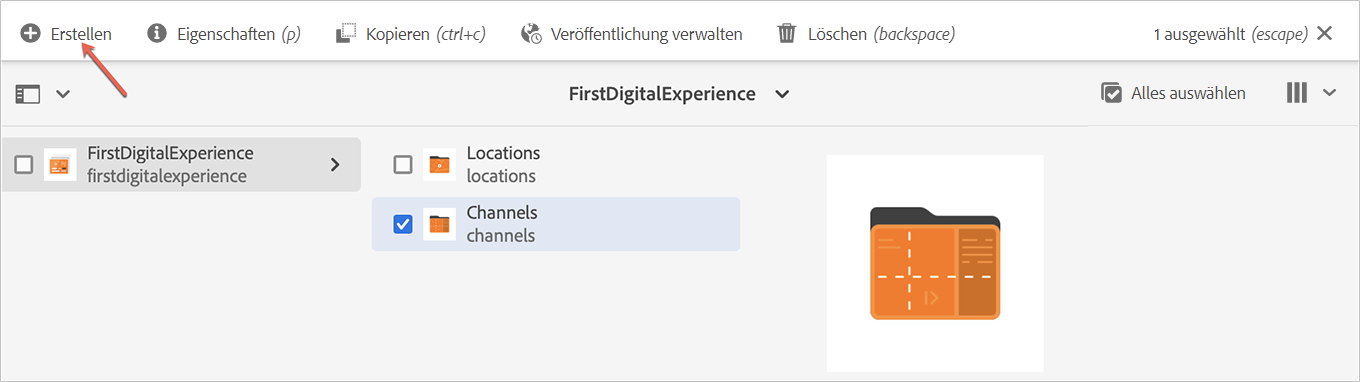 Erstellen Eigenschaften (p) Kopieren (ctrl+c) Veröffentlichung verwalten Löschen (backspace) 1 ausgewählt (escape)
FirstDigitalExperience Alles auswählen
FirstDigitalExperience
firstdigitalexperience
Locations
locations
Channels
channels